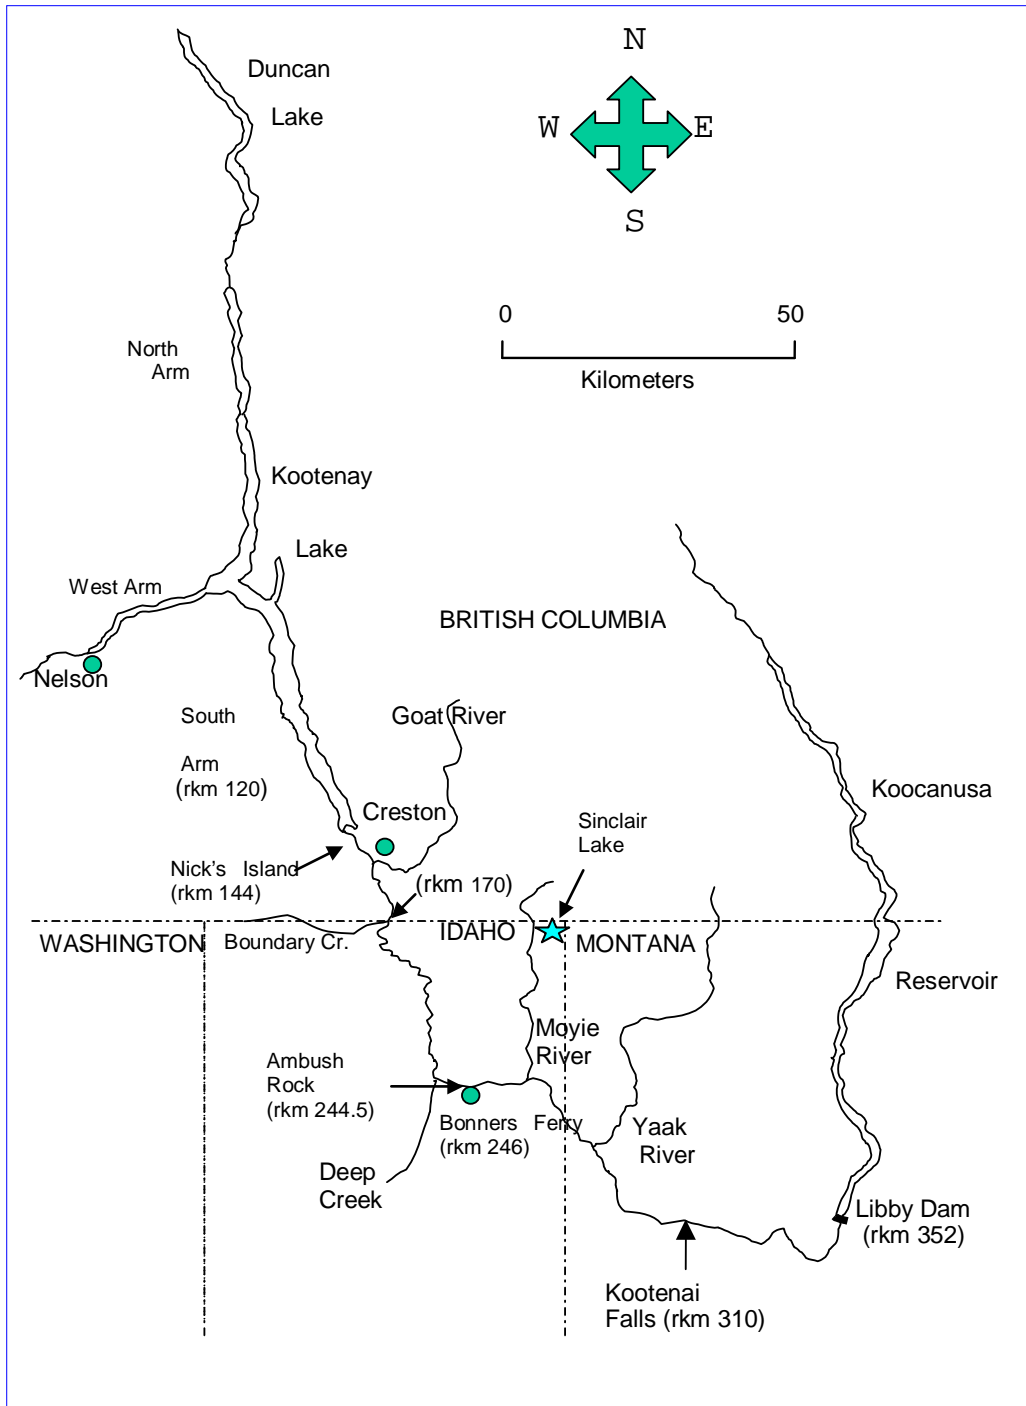 N
Duncan
Lake
W E
S
0 50
Kilometers
North
Arm
Kootenay
Lake
West Arm
BRITISH COLUMBIA
Nelson
South
Arm
(rkm 120)
Goat River
Koocanusa
Creston
Sinclair
Lake
Nick's Island
(rkm 144)
(rkm 170)
WASHINGTON
Boundary Cr.
IDAHO
MONTANA
Reservoir
Moyie
River
Ambush
Rock
(rkm 244.5)
Bonners Ferry
(rkm 246)
Yaak
River
Deep
Creek
Libby Dam
(rkm 352)
Kootenai
Falls (rkm 310)